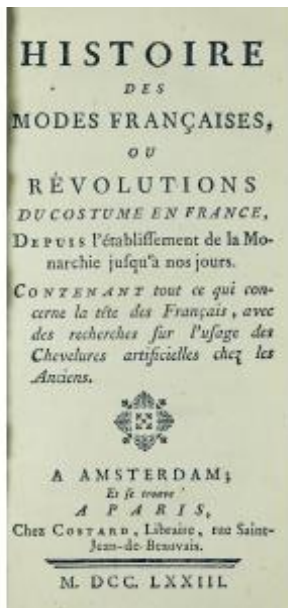 HISTOIRE
DES
MODES FRANÇAISES,
OU
RÉVOLUTIONS
DU COSTUME EN FRANCE,
DEPUIS l'établiſſement de la Mo-
narchie juſqu'à nos jours.
CONTENANT tout ce qui con-
cerne la tête des Français, avec
des recherches ſur l'uſage des
Chevelures artificielles chez les
Anciens.
A AMSTERDAM;
Et ſe trouve
A PARIS,
Chez COSTARD, Libraire, rue Saint-
Jean-de-Beauvais.
M. DCC. LXXIII.